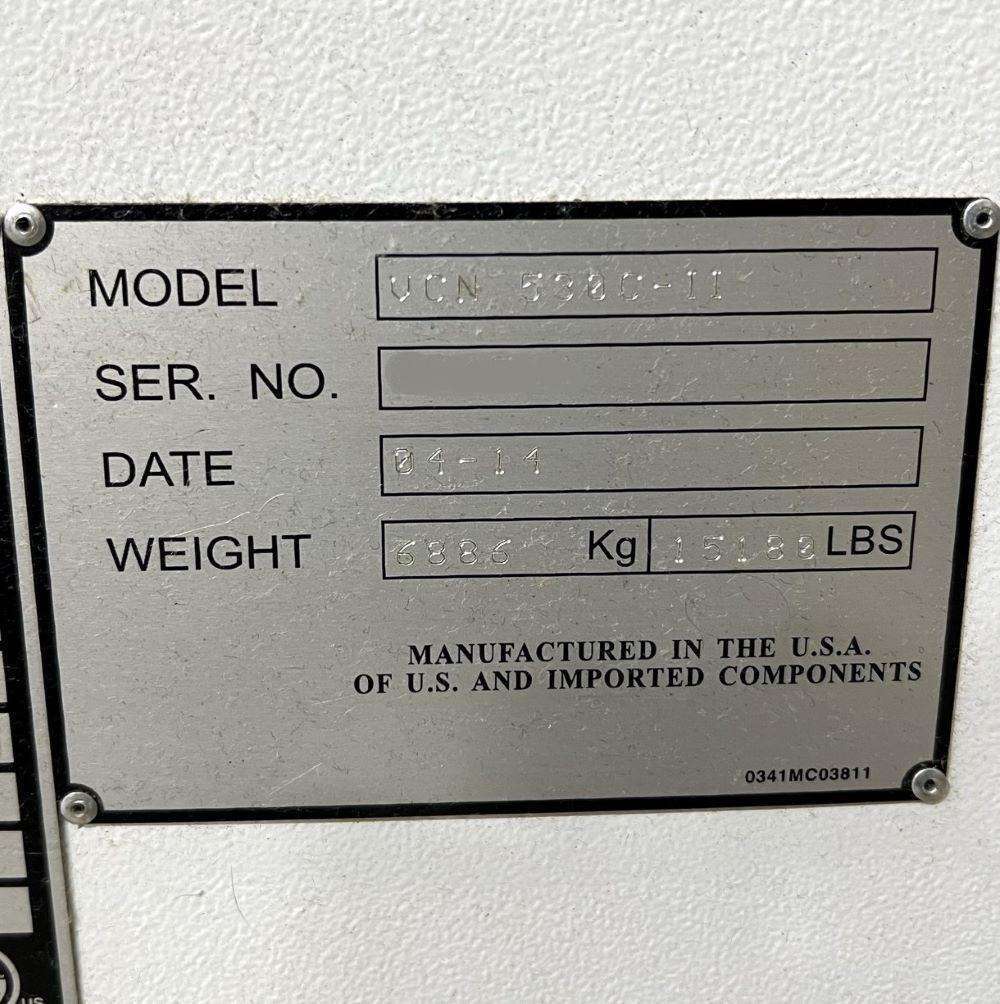 MODEL VCN 530C-II
SER. NO.
DATE 04-14
WEIGHT 6886 Kg 15180 LBS
MANUFACTURED IN THE U.S.A.
OF U.S. AND IMPORTED COMPONENTS
0341MC03811
US